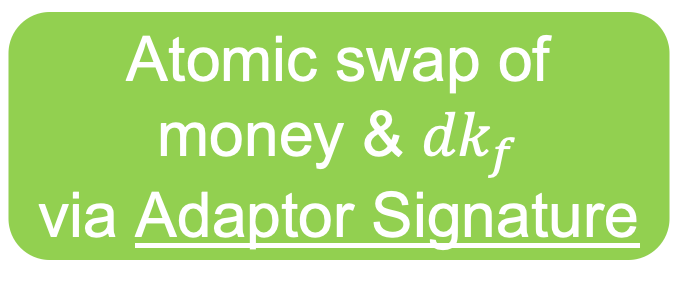 Atomic swap of
money & $dk_f$
via Adaptor Signature